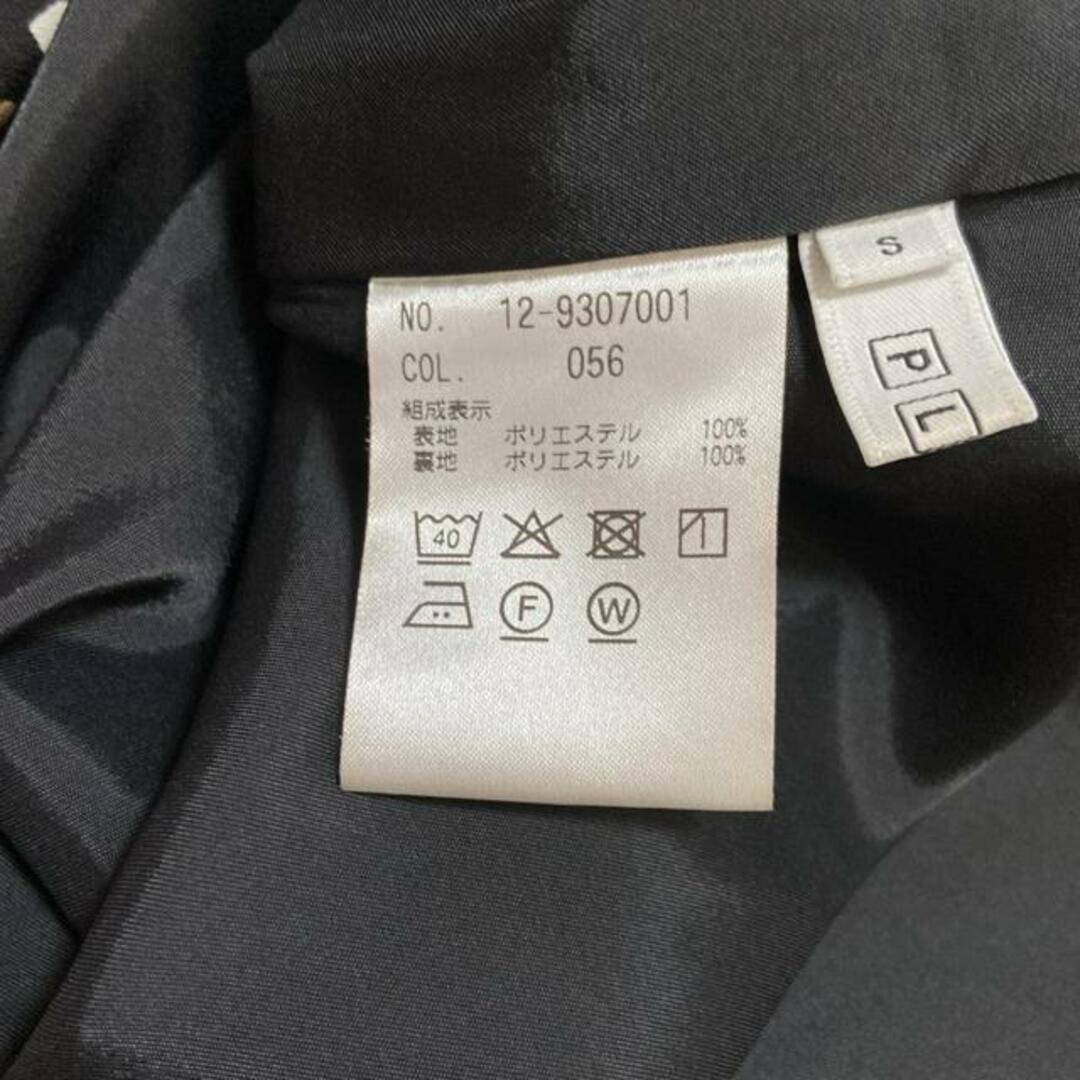 NO. 12-9307001
COL. 056
組成表示
表地 ポリエステル 100%
裏地 ポリエステル 100%
40
F W
S
P
L